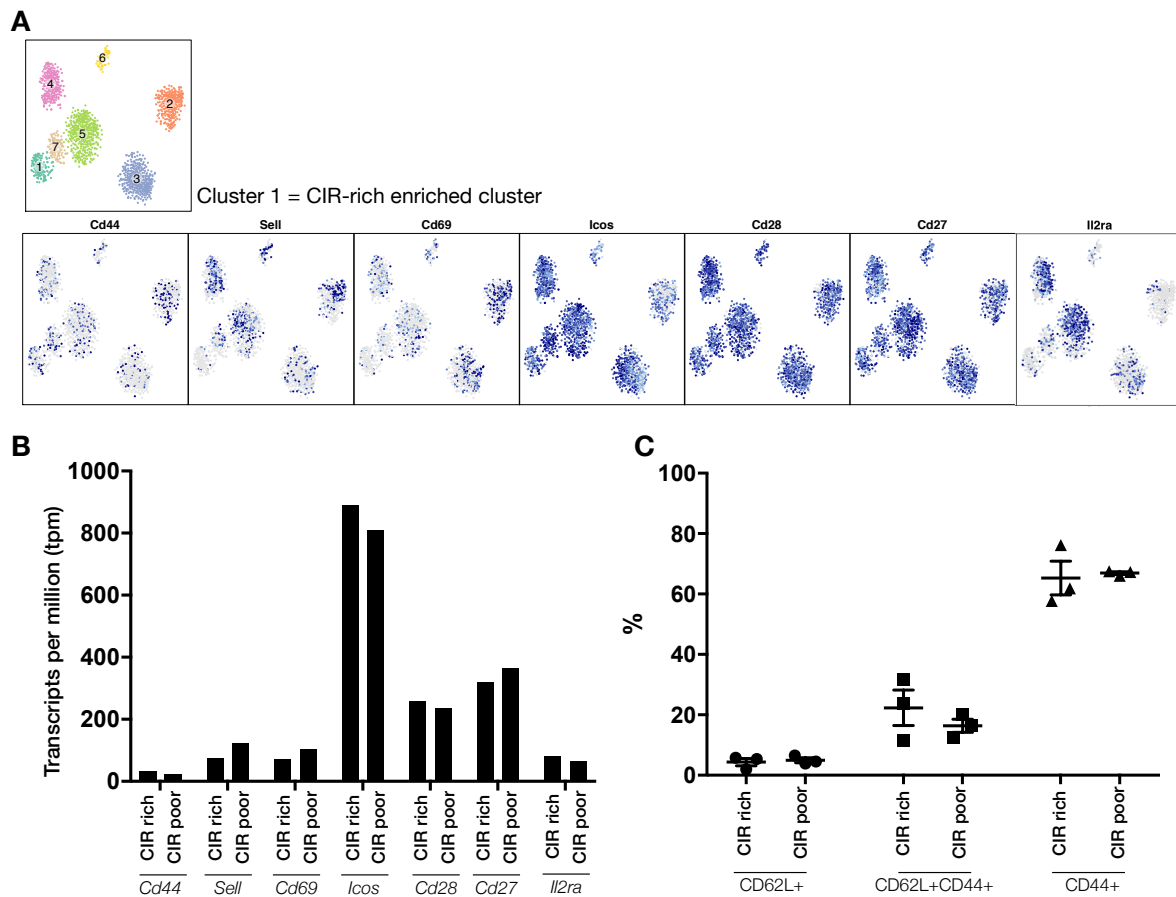 A
6
4
2
5
7
1
3
Cluster 1 = CIR-rich enriched cluster
Cd44 Sell Cd69 Icos Cd28 Cd27 Il2ra
B
Transcripts per million (tpm)
1000
800
600
400
200
0
CIR rich CIR poor CIR rich CIR poor CIR rich CIR poor CIR rich CIR poor CIR rich CIR poor CIR rich CIR poor CIR rich CIR poor
Cd44 Sell Cd69 Icos Cd28 Cd27 Il2ra
C
%
100
80
60
40
20
0
CIR rich CIR poor CIR rich CIR poor CIR rich CIR poor
CD62L+ CD62L+CD44+ CD44+